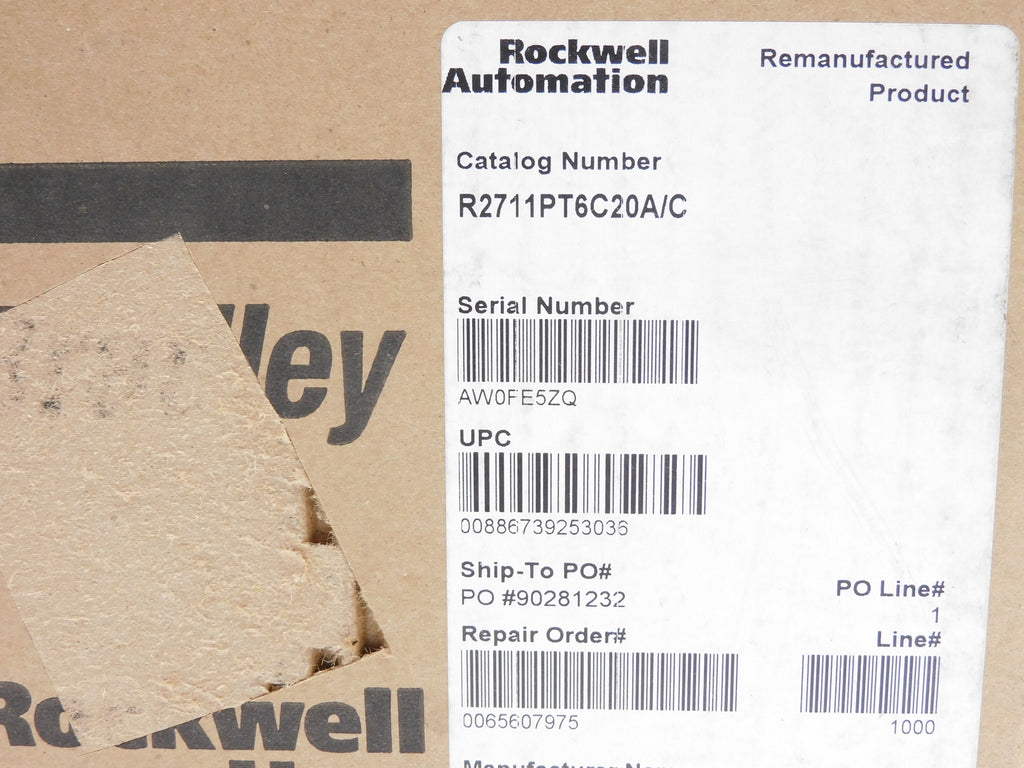 Rockwell
Automation
Remanufactured
Product
Catalog Number
R2711PT6C20A/C
Serial Number
AW0FE5ZQ
UPC
00886739253036
Ship-To PO#
PO #90281232
PO Line#
1
Repair Order#
Line#
0065607975
1000
ley
Rockwell